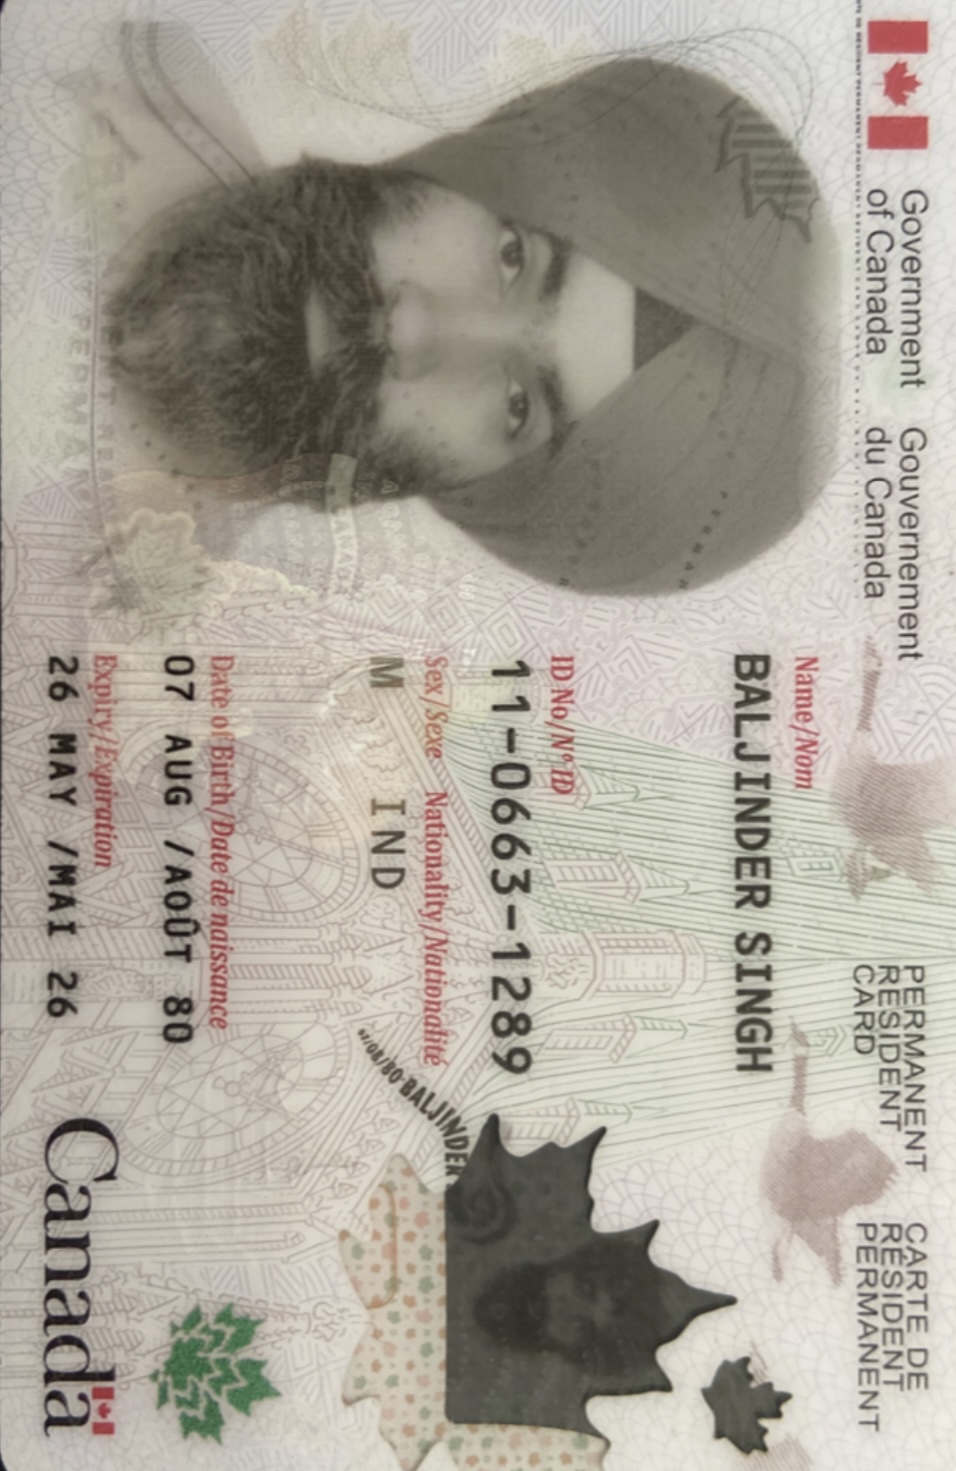 Government of Canada
Gouvernement du Canada
PERMANENT RESIDENT CARD
CARTE DE RÉSIDENT PERMANENT
Name/Nom
BALJINDER SINGH
ID No/Nº ID
11-0663-1289
Sex/Sexe Nationality/Nationalité
M IND
Date of Birth/Date de naissance
07 AUG /AOÛT 80
Expiry/Expiration
26 MAY /MAI 26
/08/80 BALJINDER
Canada